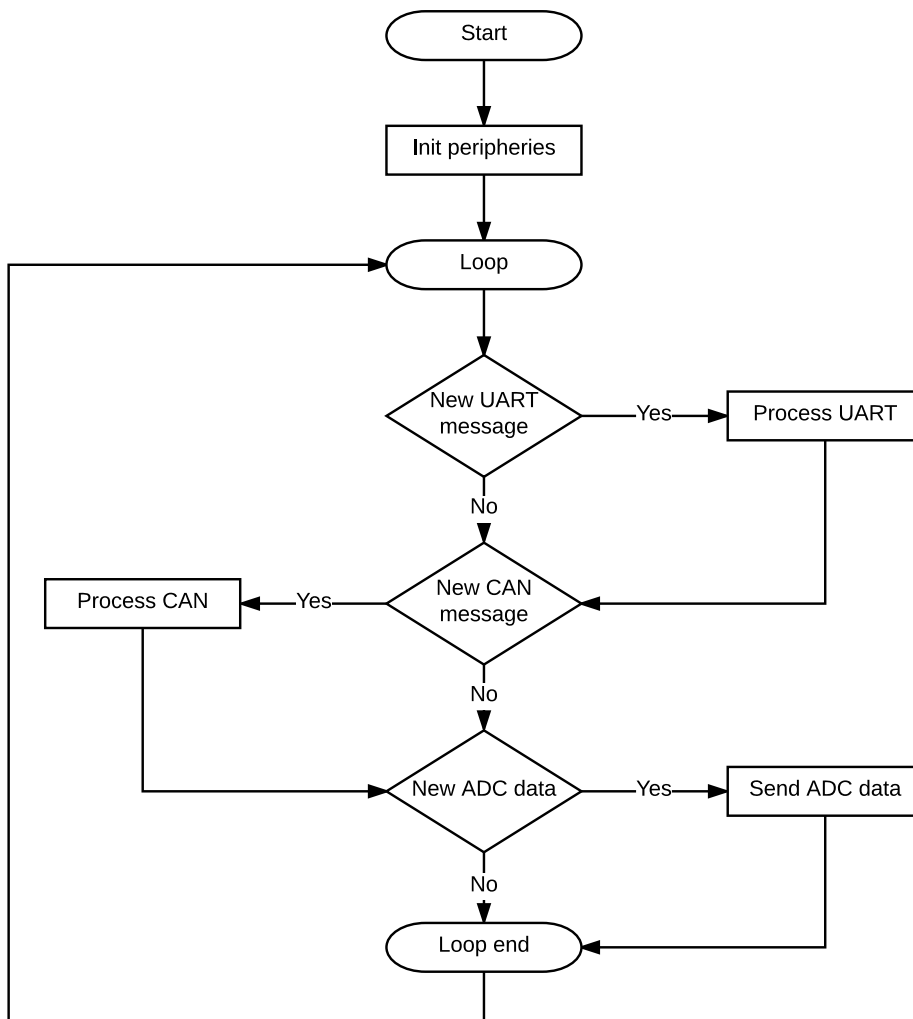 Start
Init peripheries
Loop
New UART
message
Yes
Process UART
No
Process CAN
Yes
New CAN
message
No
New ADC data
Yes
Send ADC data
No
Loop end